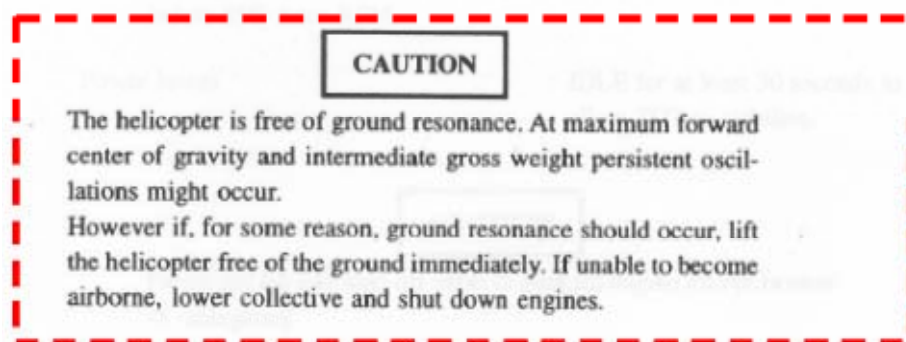 CAUTION
The helicopter is free of ground resonance. At maximum forward
center of gravity and intermediate gross weight persistent oscil-
lations might occur.
However if, for some reason, ground resonance should occur, lift
the helicopter free of the ground immediately. If unable to become
airborne, lower collective and shut down engines.